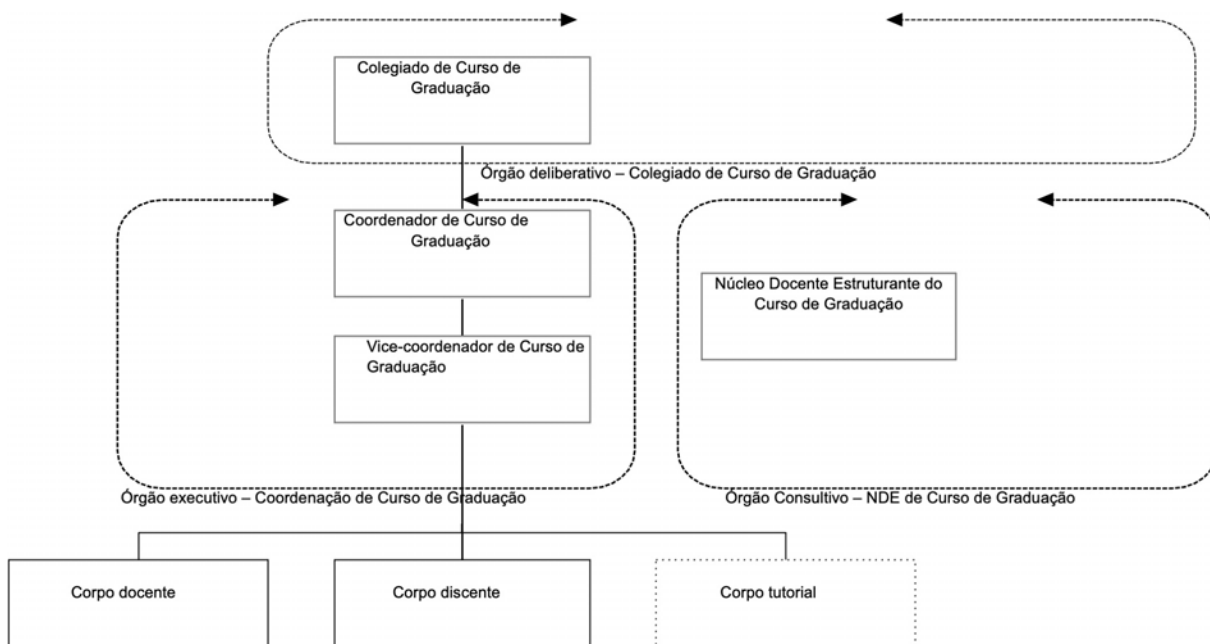 Colegiado de Curso de
Graduação
Órgão deliberativo – Colegiado de Curso de Graduação
Coordenador de Curso de
Graduação
Núcleo Docente Estruturante do
Curso de Graduação
Vice-coordenador de Curso de
Graduação
Órgão executivo – Coordenação de Curso de Graduação
Órgão Consultivo – NDE de Curso de Graduação
Corpo docente
Corpo discente
Corpo tutorial